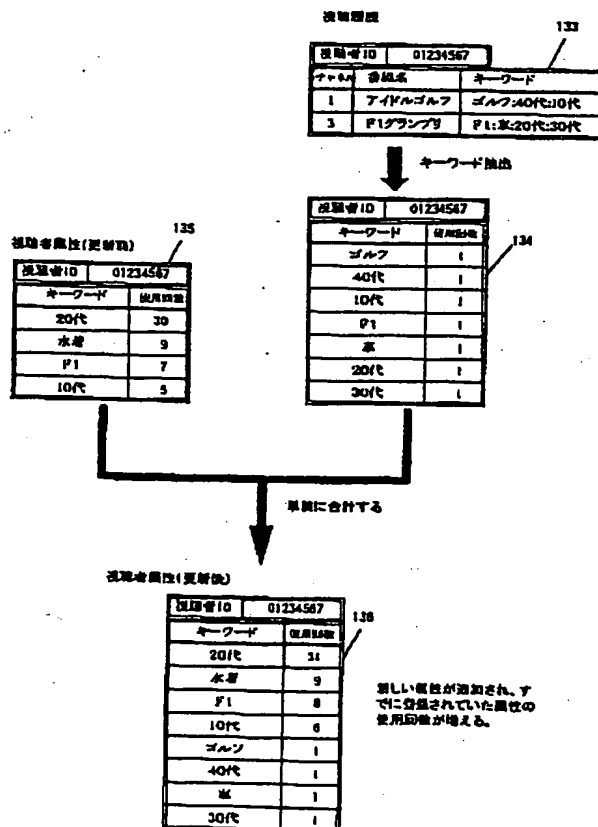 視聴履歴
133
視聴者ID 01234567
チャネル 番組名 キーワード
1 アイドルゴルフ ゴルフ:40代:10代
3 F1グランプリ F1:車:20代:30代
キーワード抽出
視聴者ID 01234567
134
キーワード 使用回数
ゴルフ 1
40代 1
10代 1
F1 1
車 1
20代 1
30代 1
視聴者属性(更新前)
135
視聴者ID 01234567
キーワード 使用回数
20代 30
水着 9
F1 7
10代 5
単純に合計する
視聴者属性(更新後)
136
視聴者ID 01234567
キーワード 使用回数
20代 31
水着 9
F1 8
10代 6
ゴルフ 1
40代 1
車 1
30代 1
新しい属性が追加され、す
でに登録されていた属性の
使用回数が増える。